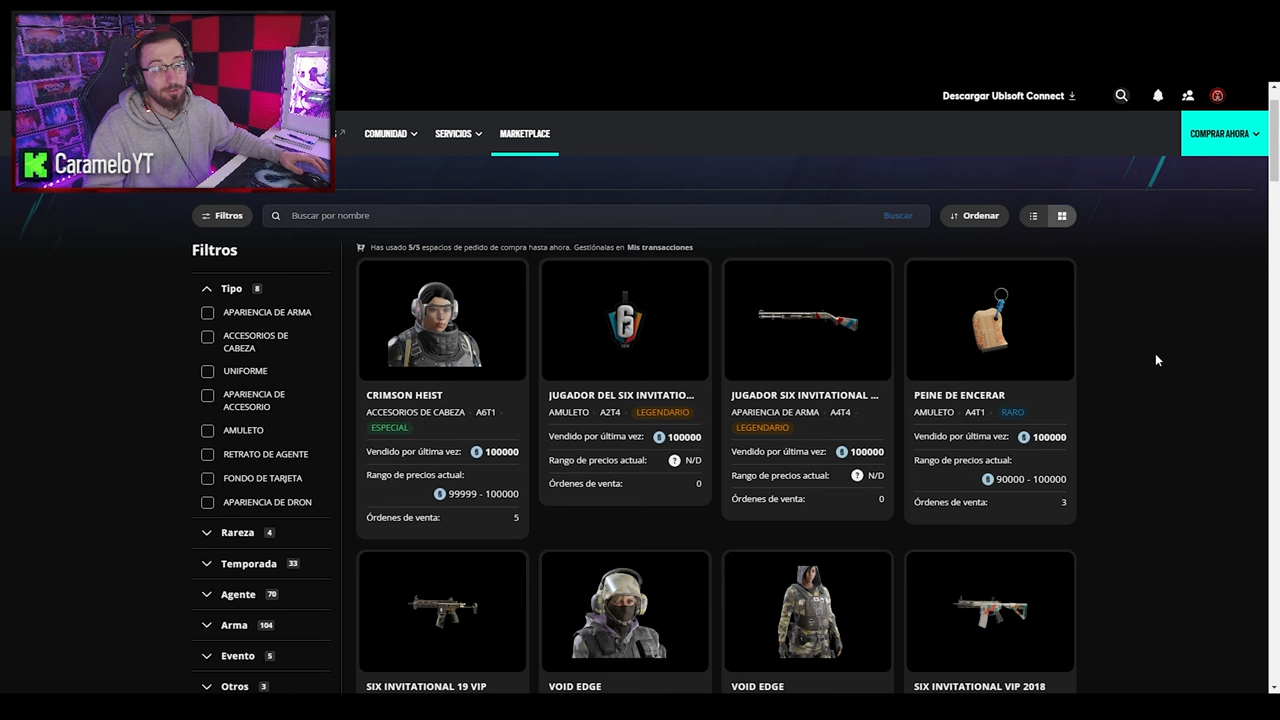 CarameloYT
Descargar Ubisoft Connect
COMUNIDAD
SERVICIOS
MARKETPLACE
COMPRAR AHORA
Filtros
Buscar por nombre
Buscar
Ordenar
Filtros
Has usado 5/5 espacios de pedido de compra hasta ahora. Gestiónalas en Mis transacciones
Tipo 8
APARIENCIA DE ARMA
ACCESORIOS DE
CABEZA
UNIFORME
APARIENCIA DE
ACCESORIO
AMULETO
RETRATO DE AGENTE
FONDO DE TARJETA
APARIENCIA DE DRON
Rareza 4
Temporada 33
Agente 70
Arma 104
Evento 5
Otros 3
CRIMSON HEIST
ACCESORIOS DE CABEZA · A6T1 ·
ESPECIAL
Vendido por última vez: 100000
Rango de precios actual:
99999 - 100000
Órdenes de venta: 5
JUGADOR DEL SIX INVITATIO...
AMULETO · A2T4 · LEGENDARIO
Vendido por última vez: 100000
Rango de precios actual: ? N/D
Órdenes de venta: 0
JUGADOR SIX INVITATIONAL ...
APARIENCIA DE ARMA · A4T4 ·
LEGENDARIO
Vendido por última vez: 100000
Rango de precios actual: ? N/D
Órdenes de venta: 0
PEINE DE ENCERAR
AMULETO · A4T1 · RARO
Vendido por última vez: 100000
Rango de precios actual:
90000 - 100000
Órdenes de venta: 3
SIX INVITATIONAL 19 VIP
VOID EDGE
VOID EDGE
SIX INVITATIONAL VIP 2018